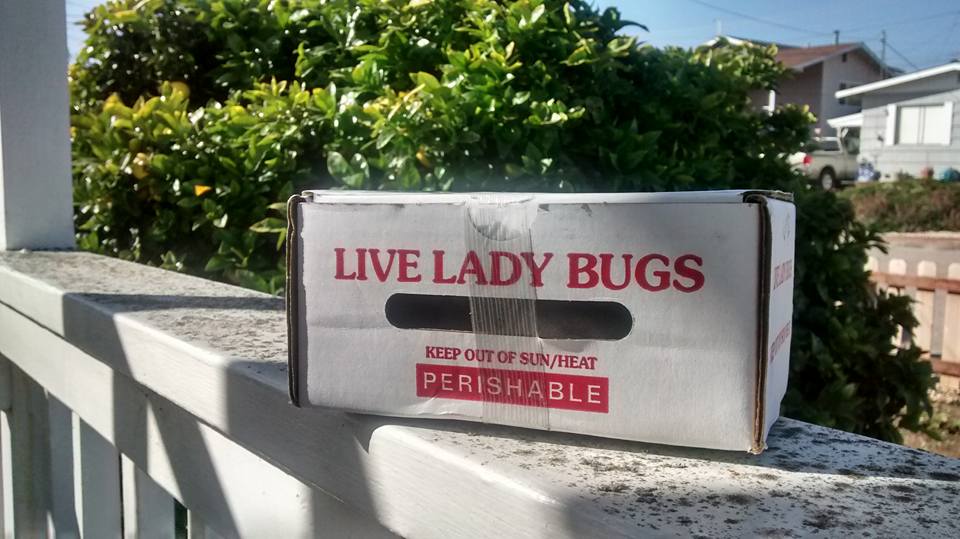 LIVE LADY BUGS
KEEP OUT OF SUN/HEAT
PERISHABLE